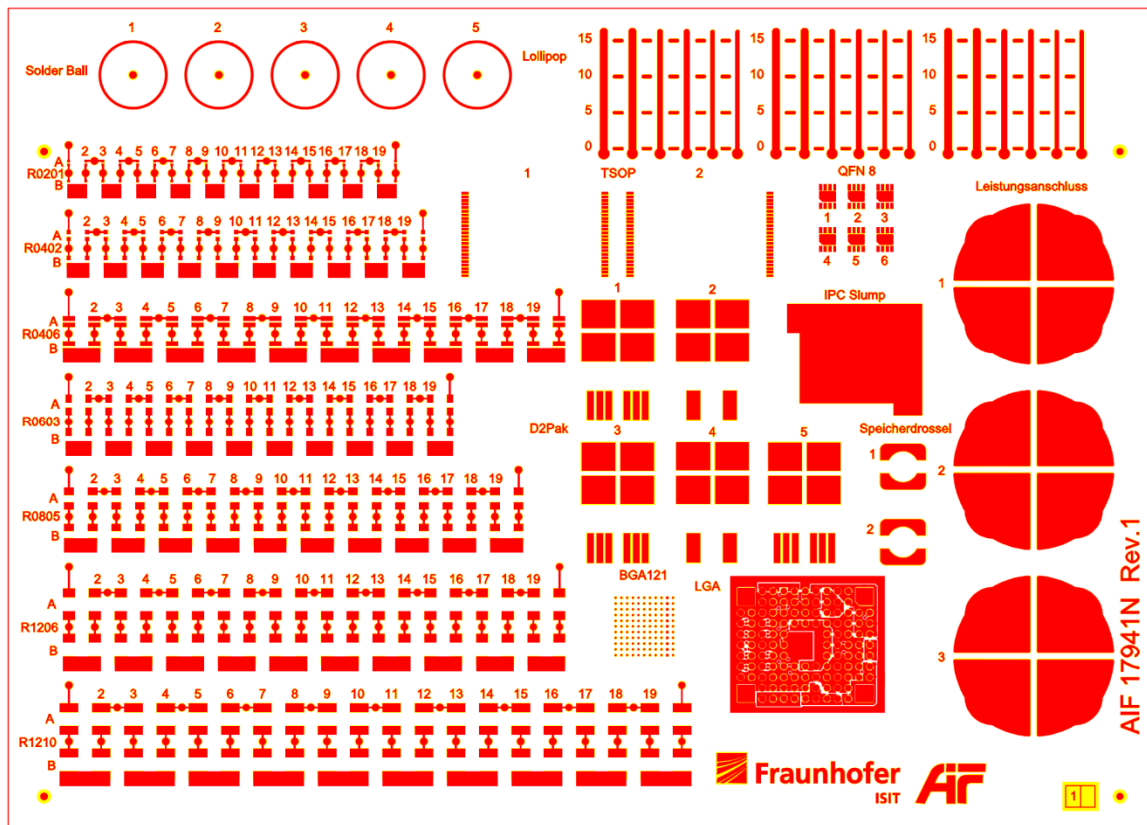 1 2 3 4 5
Solder Ball
Lollipop
15 15 15
10 10 10
5 5 5
0 0 0
2 3 4 5 6 7 8 9 10 11 12 13 14 15 16 17 18 19
A
R0201
B
1 TSOP 2
QFN 8
1 2 3
4 5 6
Leistungsanschluss
1
2
3
2 3 4 5 6 7 8 9 10 11 12 13 14 15 16 17 18 19
A
R0402
B
1 2
IPC Slump
2 3 4 5 6 7 8 9 10 11 12 13 14 15 16 17 18 19
A
R0406
B
2 3 4 5 6 7 8 9 10 11 12 13 14 15 16 17 18 19
A
R0603
B
D2Pak
3 4 5
Speicherdrossel
1
2
2 3 4 5 6 7 8 9 10 11 12 13 14 15 16 17 18 19
A
R0805
B
BGA121
LGA
2 3 4 5 6 7 8 9 10 11 12 13 14 15 16 17 18 19
A
R1206
B
2 3 4 5 6 7 8 9 10 11 12 13 14 15 16 17 18 19
A
R1210
B
Fraunhofer
ISIT
AiF
1
AIF 17941N Rev.1